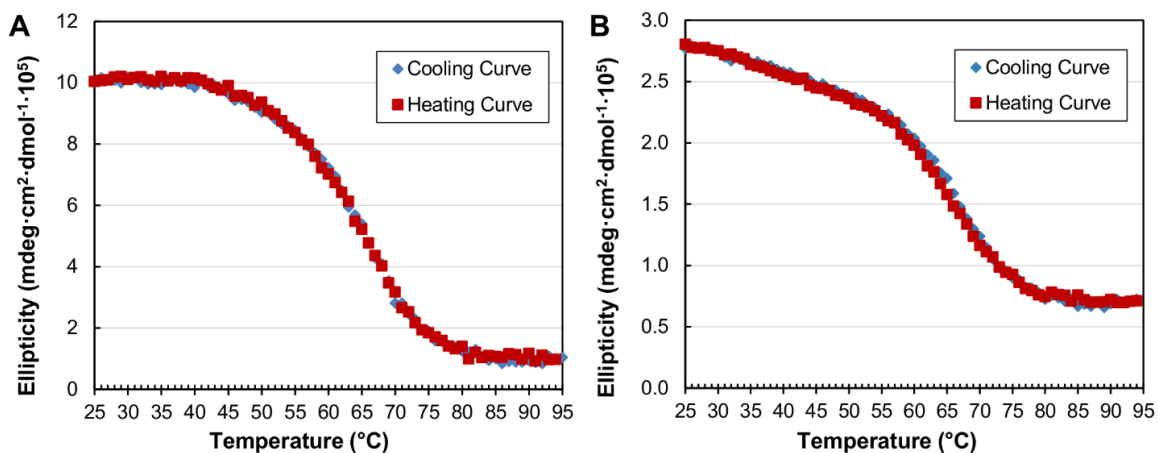 A
Ellipticity (mdeg·cm²·dmol⁻¹·10⁵)
12
10
8
6
4
2
0
Cooling Curve
Heating Curve
25 30 35 40 45 50 55 60 65 70 75 80 85 90 95
Temperature (°C)
B
Ellipticity (mdeg·cm²·dmol⁻¹·10⁵)
3.0
2.5
2.0
1.5
1.0
0.5
0.0
Cooling Curve
Heating Curve
25 30 35 40 45 50 55 60 65 70 75 80 85 90 95
Temperature (°C)